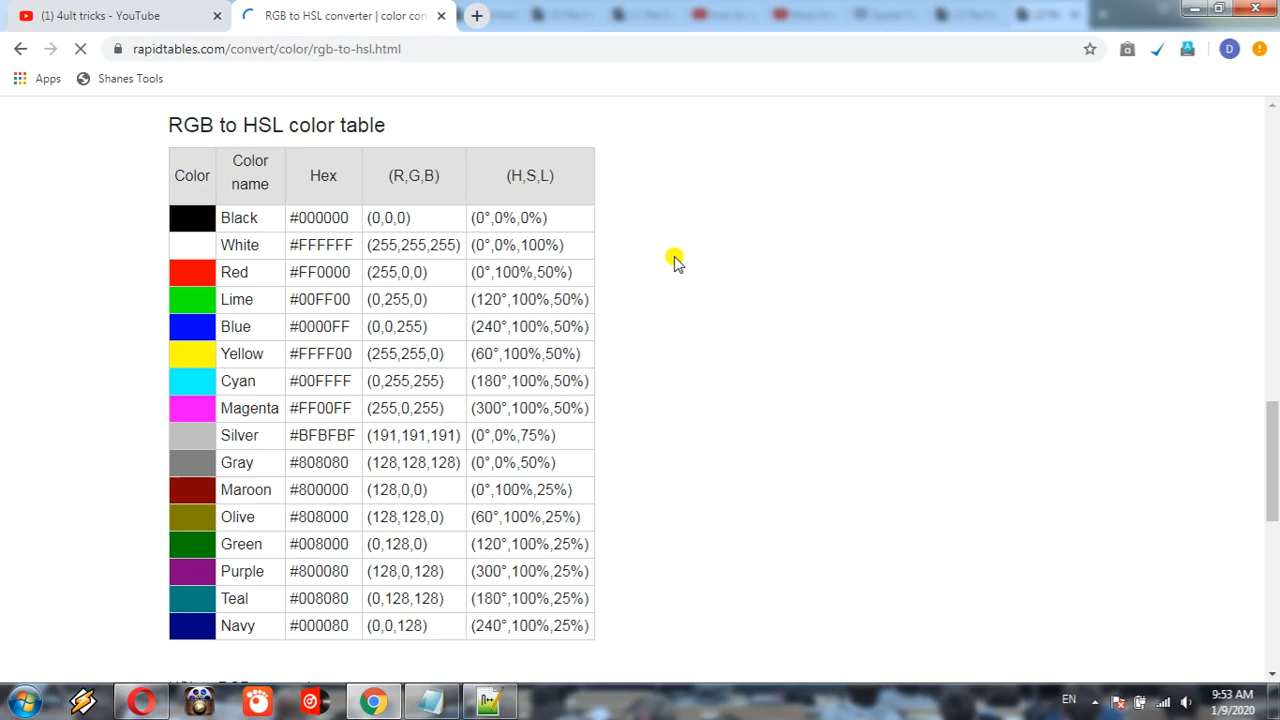 (1) 4ult tricks - YouTube
RGB to HSL converter | color con
rapidtables.com/convert/color/rgb-to-hsl.html
D
Apps
Shanes Tools
RGB to HSL color table
Color Color name Hex (R,G,B) (H,S,L)
Black #000000 (0,0,0) (0°,0%,0%)
White #FFFFFF (255,255,255) (0°,0%,100%)
Red #FF0000 (255,0,0) (0°,100%,50%)
Lime #00FF00 (0,255,0) (120°,100%,50%)
Blue #0000FF (0,0,255) (240°,100%,50%)
Yellow #FFFF00 (255,255,0) (60°,100%,50%)
Cyan #00FFFF (0,255,255) (180°,100%,50%)
Magenta #FF00FF (255,0,255) (300°,100%,50%)
Silver #BFBFBF (191,191,191) (0°,0%,75%)
Gray #808080 (128,128,128) (0°,0%,50%)
Maroon #800000 (128,0,0) (0°,100%,25%)
Olive #808000 (128,128,0) (60°,100%,25%)
Green #008000 (0,128,0) (120°,100%,25%)
Purple #800080 (128,0,128) (300°,100%,25%)
Teal #008080 (0,128,128) (180°,100%,25%)
Navy #000080 (0,0,128) (240°,100%,25%)
EN
9:53 AM
1/9/2020